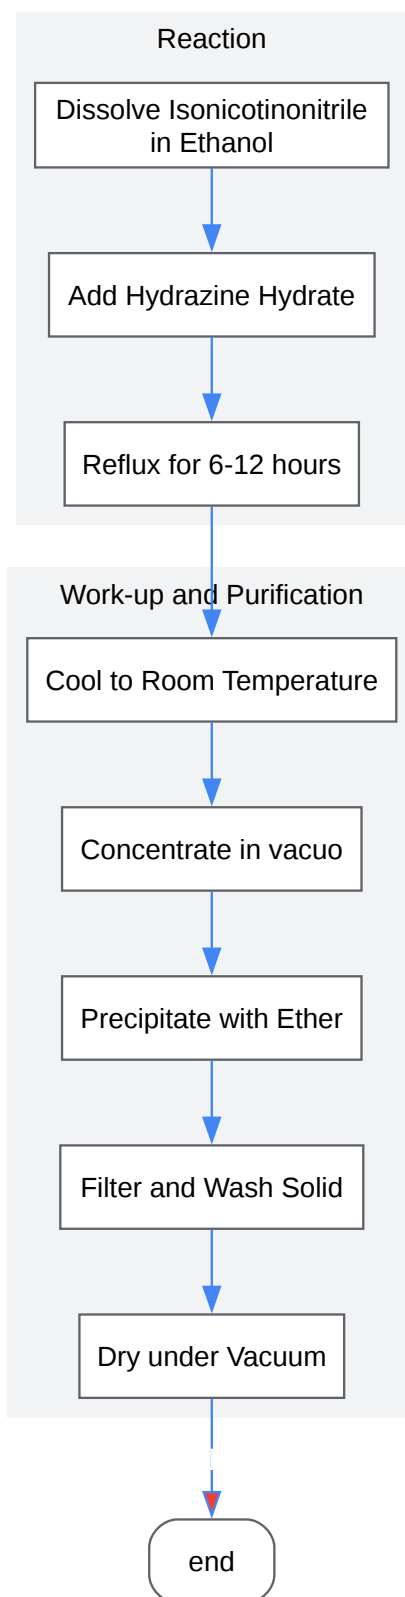 Reaction
Dissolve Isonicotinonitrile
in Ethanol
Add Hydrazine Hydrate
Reflux for 6-12 hours
Work-up and Purification
Cool to Room Temperature
Concentrate in vacuo
Precipitate with Ether
Filter and Wash Solid
Dry under Vacuum
end